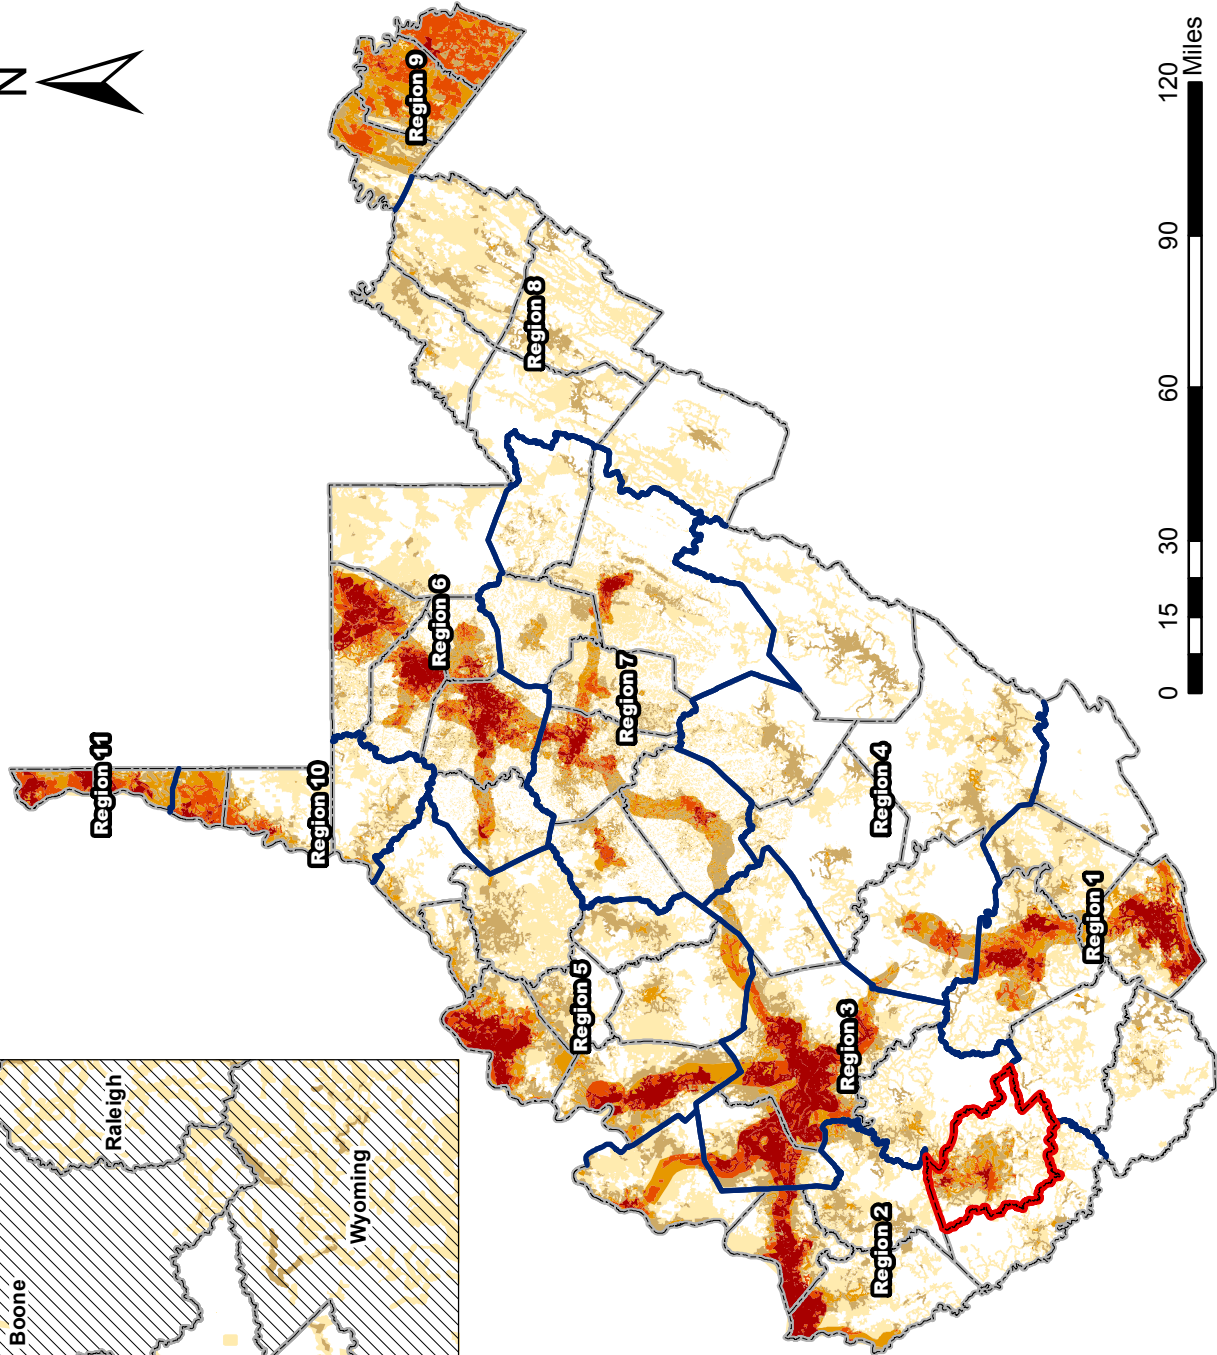 N
Region 9
Region 8
Region 6
Region 11
Region 10
Region 7
Region 4
Region 5
Region 3
Region 1
Region 2
Raleigh
Wyoming
Boone
0 15 30 60 90 120
Miles